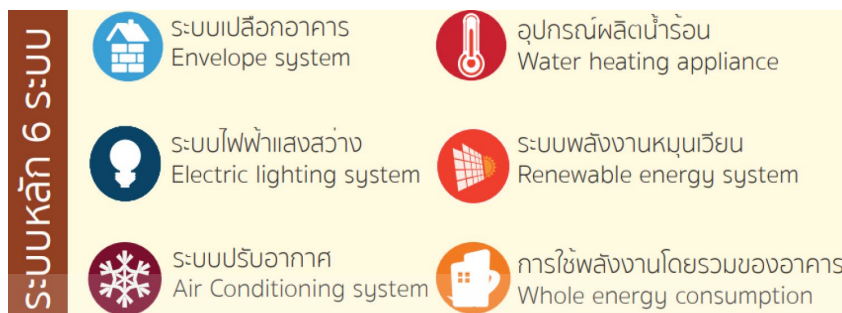 ระบบหลัก 6 ระบบ
ระบบเปลือกอาคาร
Envelope system
ระบบไฟฟ้าแสงสว่าง
Electric lighting system
ระบบปรับอากาศ
Air Conditioning system
อุปกรณ์ผลิตน้ำร้อน
Water heating appliance
ระบบพลังงานหมุนเวียน
Renewable energy system
การใช้พลังงานโดยรวมของอาคาร
Whole energy consumption